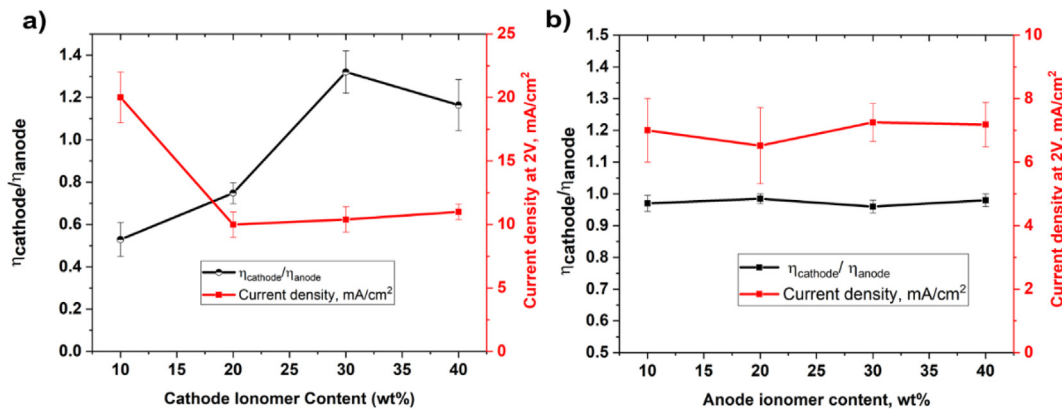 a)
1.4
1.2
1.0
0.8
0.6
0.4
0.2
0.0
ηcathode/ηanode
25
20
15
10
5
0
Current density at 2V, mA/cm²
ηcathode/ηanode
Current density, mA/cm²
10 15 20 25 30 35 40
Cathode Ionomer Content (wt%)
b)
1.5
1.4
1.3
1.2
1.1
1.0
0.9
0.8
0.7
0.6
0.5
ηcathode/ηanode
10
8
6
4
2
0
Current density at 2V, mA/cm²
ηcathode/ ηanode
Current density, mA/cm²
10 15 20 25 30 35 40
Anode ionomer content, wt%